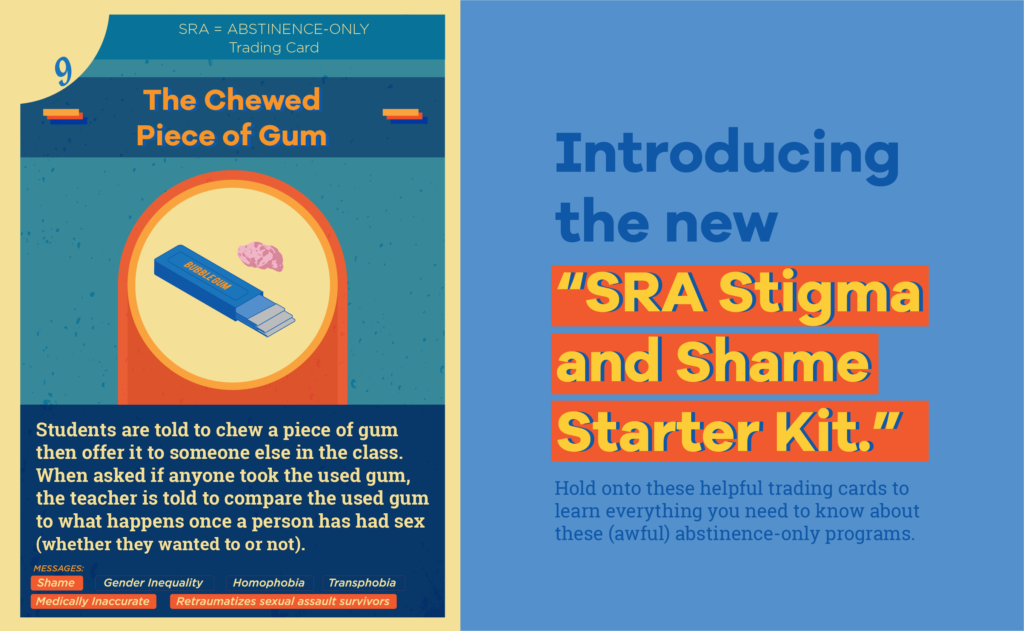 SRA = ABSTINENCE-ONLY
Trading Card
9
The Chewed
Piece of Gum
BUBBLEGUM
Students are told to chew a piece of gum
then offer it to someone else in the class.
When asked if anyone took the used gum,
the teacher is told to compare the used gum
to what happens once a person has had sex
(whether they wanted to or not).
MESSAGES:
Shame Gender Inequality Homophobia Transphobia
Medically Inaccurate Retraumatizes sexual assault survivors
Introducing
the new
“SRA Stigma
and Shame
Starter Kit.”
Hold onto these helpful trading cards to
learn everything you need to know about
these (awful) abstinence-only programs.